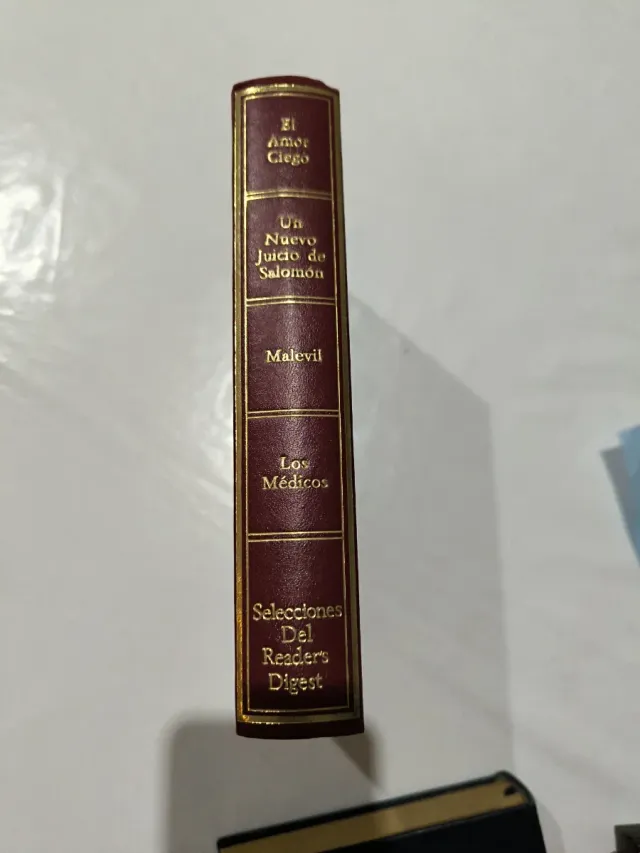 El
Amor
Ciego
Un
Nuevo
Juicio de
Salomón
Malevil
Los
Médicos
Selecciones
Del
Reader's
Digest